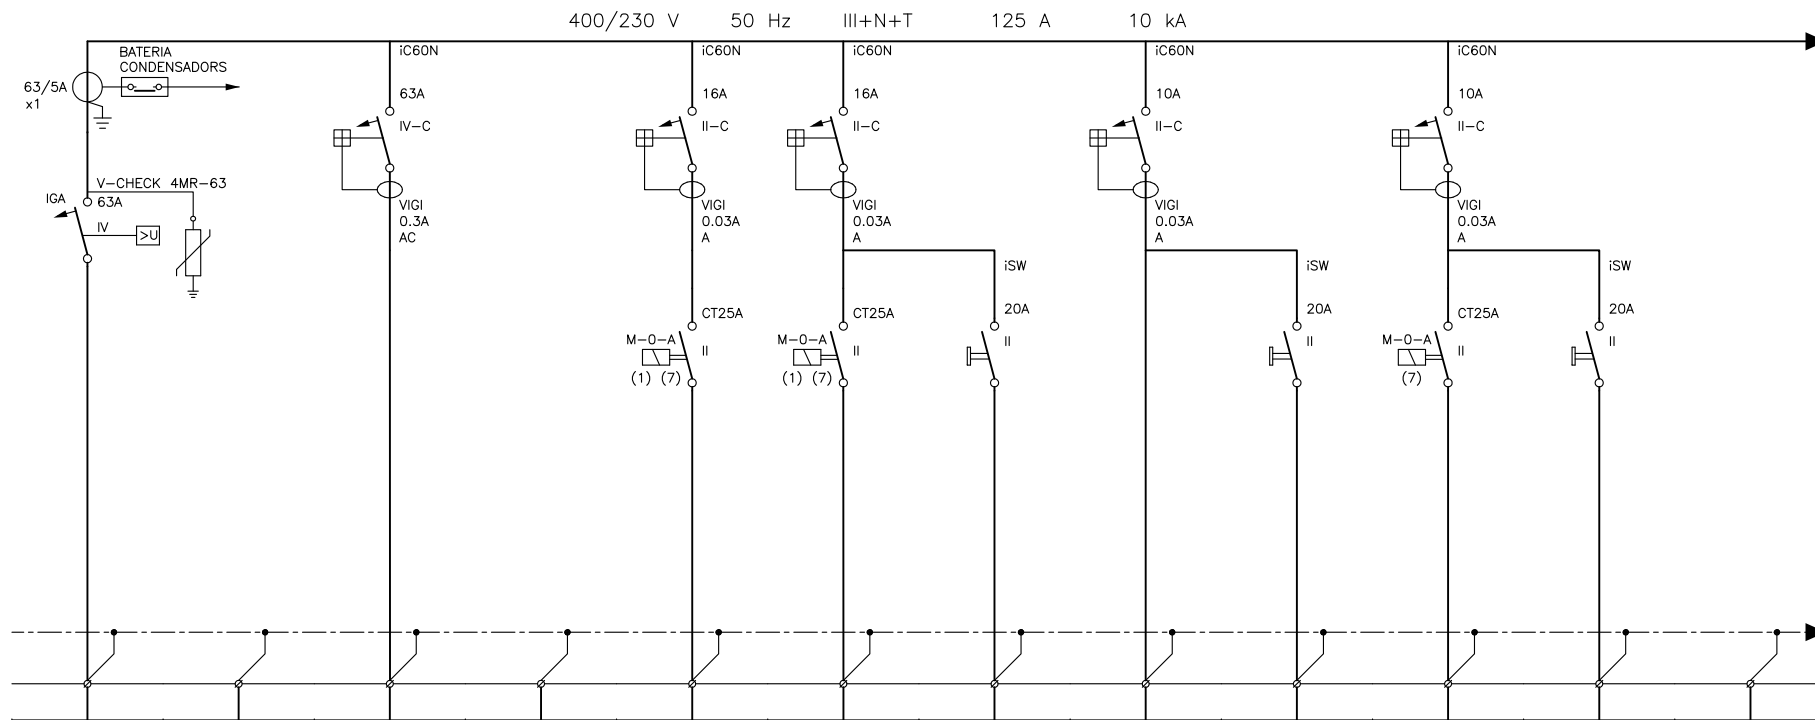 400/230 V 50 Hz III+N+T 125 A 10 kA
BATERIA
CONDENSADORS
63/5A
x1
V-CHECK 4MR-63
IGA
63A
IV
>U
iC60N
63A
IV-C
VIGI
0.3A
AC
iC60N
16A
II-C
VIGI
0.03A
A
CT25A
M-0-A
II
(1) (7)
iC60N
16A
II-C
VIGI
0.03A
A
CT25A
M-0-A
II
(1) (7)
iSW
20A
II
iC60N
10A
II-C
VIGI
0.03A
A
iSW
20A
II
iC60N
10A
II-C
VIGI
0.03A
A
CT25A
M-0-A
II
(7)
iSW
20A
II